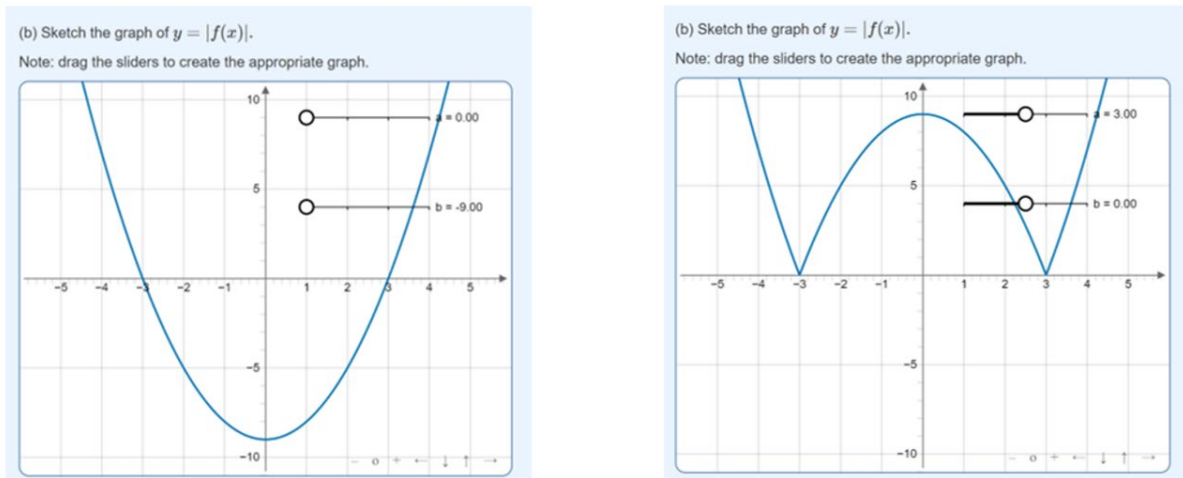 (b) Sketch the graph of y = |f(x)|.
Note: drag the sliders to create the appropriate graph.
10
a = 0.00
5
b = -9.00
-5 -4 -3 -2 -1 1 2 3 4 5
-5
-10
- o + ← ↓ ↑ →
(b) Sketch the graph of y = |f(x)|.
Note: drag the sliders to create the appropriate graph.
10
a = 3.00
5
b = 0.00
-5 -4 -3 -2 -1 1 2 3 4 5
-5
-10
- o + ← ↓ ↑ →